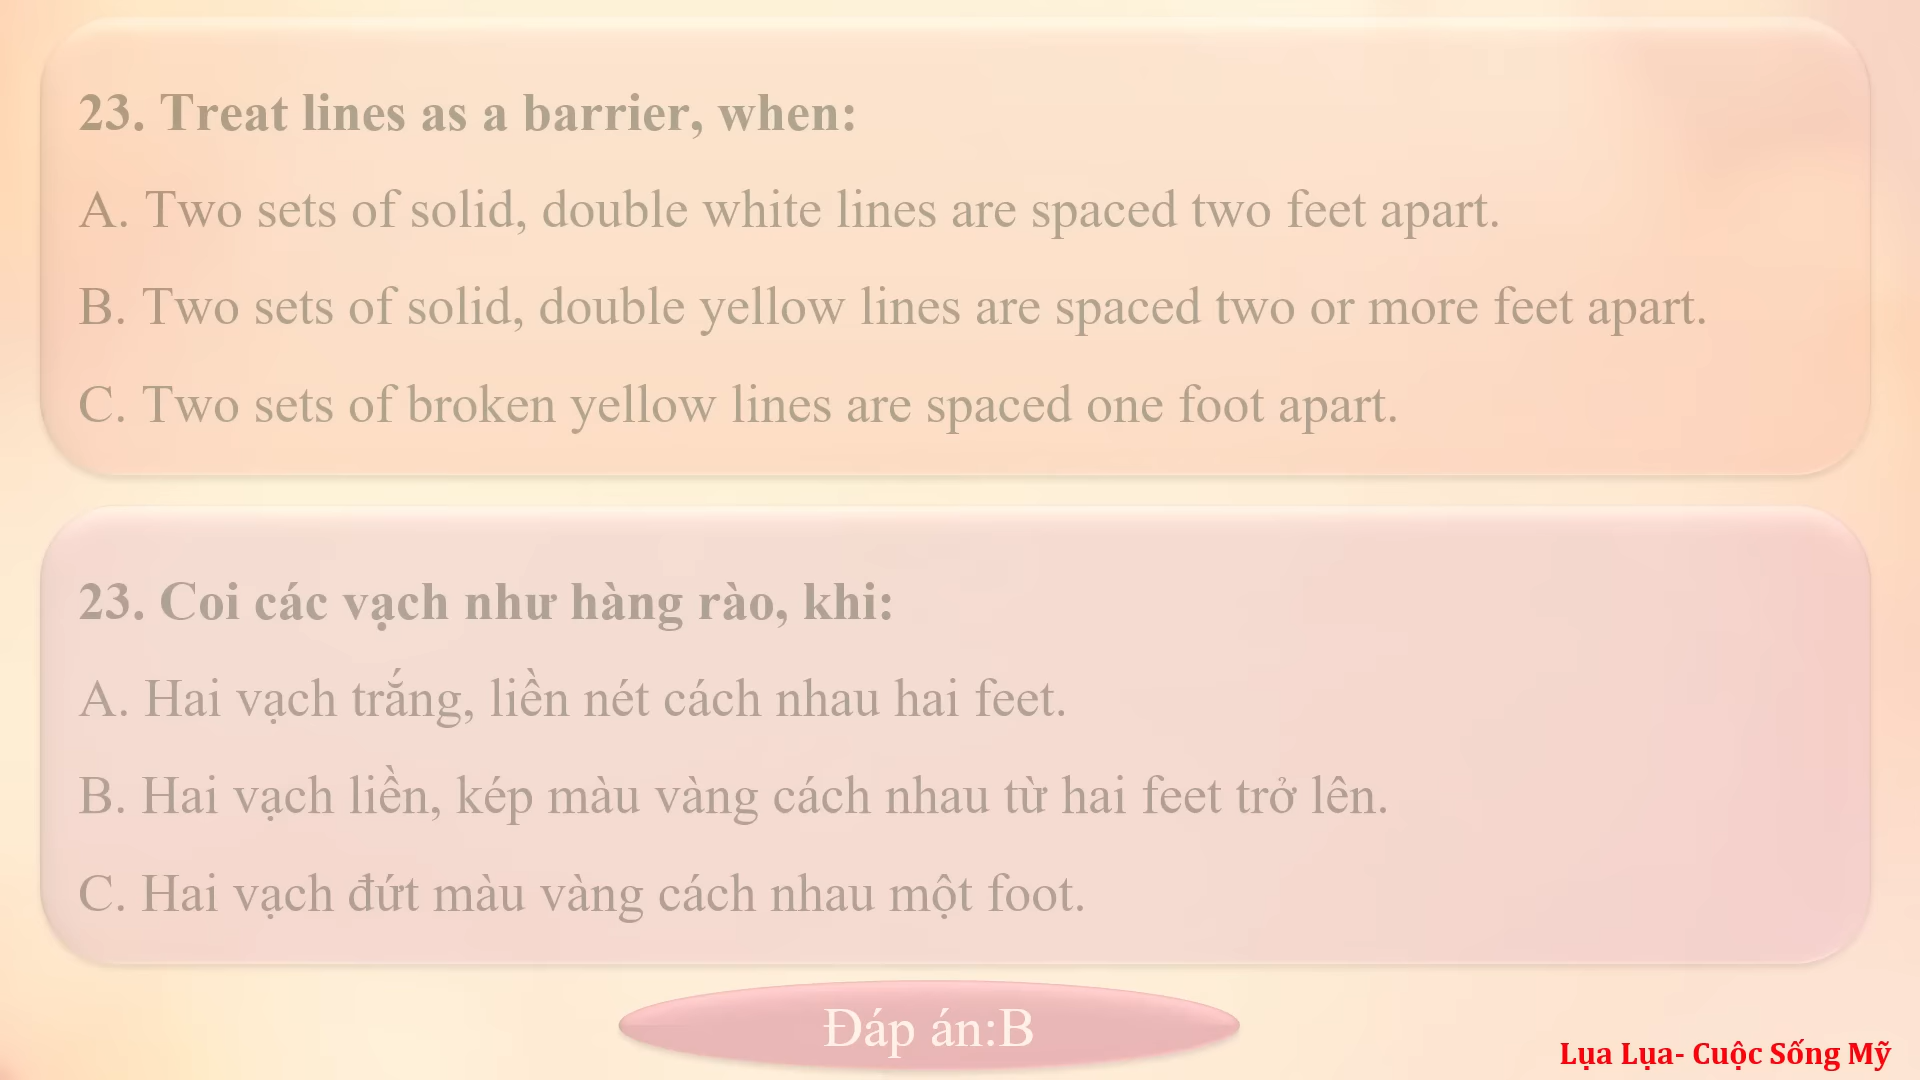 23. Treat lines as a barrier, when:
A. Two sets of solid, double white lines are spaced two feet apart.
B. Two sets of solid, double yellow lines are spaced two or more feet apart.
C. Two sets of broken yellow lines are spaced one foot apart.
23. Coi các vạch như hàng rào, khi:
A. Hai vạch trắng, liền nét cách nhau hai feet.
B. Hai vạch liền, kép màu vàng cách nhau từ hai feet trở lên.
C. Hai vạch đứt màu vàng cách nhau một foot.
Đáp án:B
Lụa Lụa- Cuộc Sống Mỹ